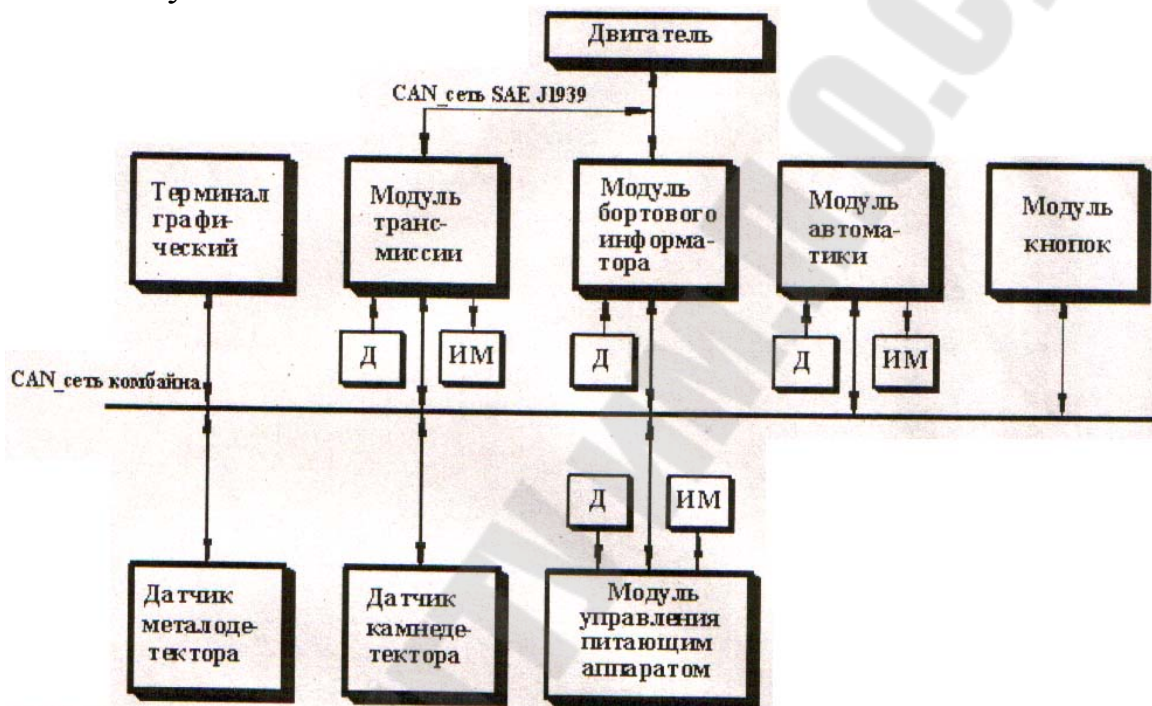 Двигатель
CAN_сеть SAE J1939
Терминал
графи-
ческий
Модуль
транс-
миссии
Модуль
бортового
информа-
тора
Модуль
автома-
тики
Модуль
кнопок
Д
ИМ
Д
Д
ИМ
CAN_сеть комбайна
Д
ИМ
Датчик
металоде-
тектора
Датчик
камнеде-
тектора
Модуль
управления
питающим
аппаратом